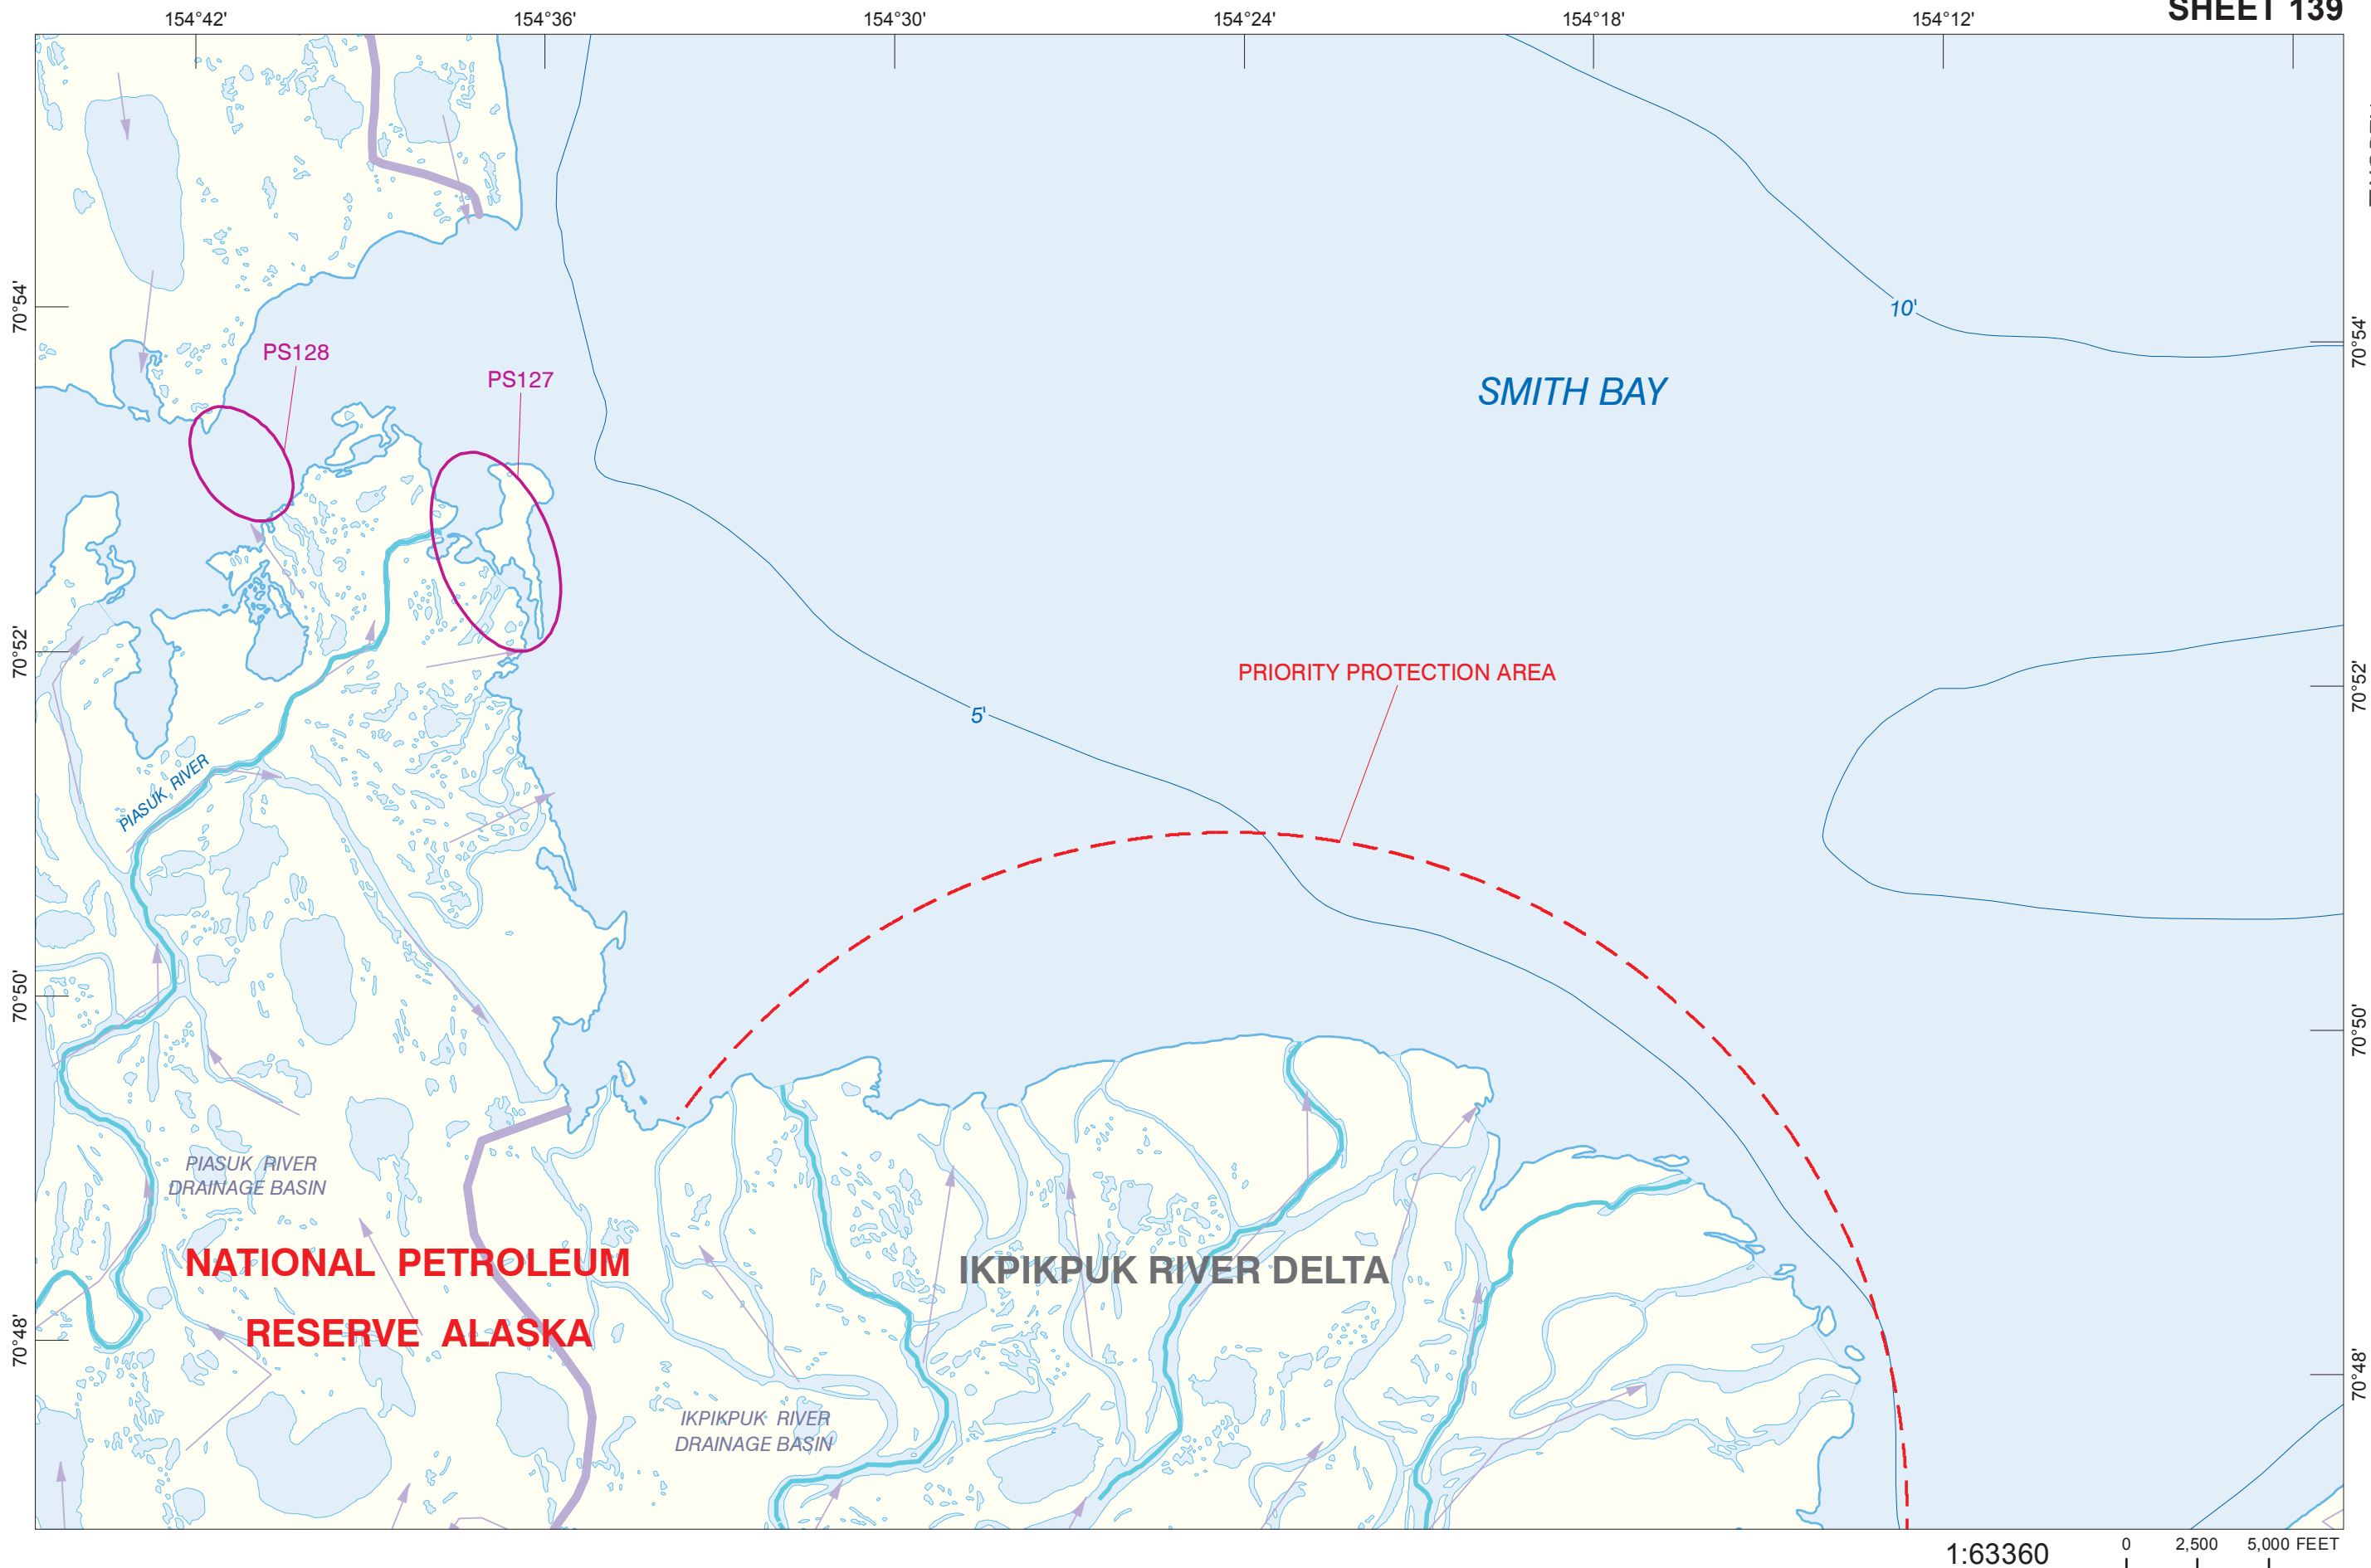 SHEET 139
154°42'
154°36'
154°30'
154°24'
154°18'
154°12'
70°54'
70°54'
10'
PS128
PS127
SMITH BAY
70°52'
70°52'
PRIORITY PROTECTION AREA
5'
PIASUK RIVER
70°50'
70°50'
PIASUK RIVER
DRAINAGE BASIN
NATIONAL PETROLEUM
RESERVE ALASKA
IKPIKPUK RIVER DELTA
70°48'
70°48'
IKPIKPUK RIVER
DRAINAGE BASIN
1:63360
0 2,500 5,000 FEET